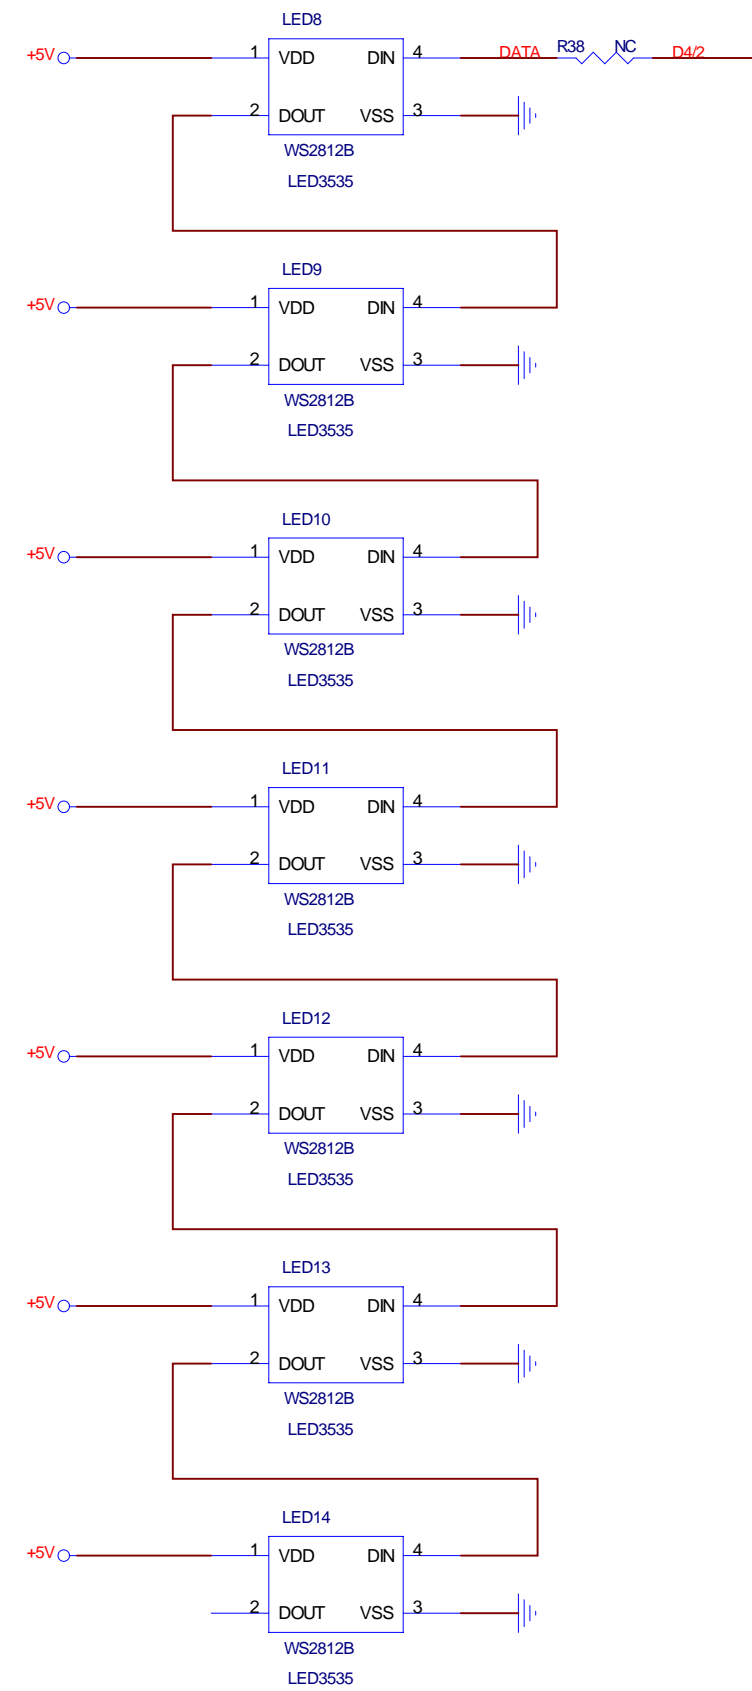 LED8
+5V 1 VDD DIN 4 DATA R38 NC D4/2
2 DOUT VSS 3
WS2812B
LED3535
LED9
+5V 1 VDD DIN 4
2 DOUT VSS 3
WS2812B
LED3535
LED10
+5V 1 VDD DIN 4
2 DOUT VSS 3
WS2812B
LED3535
LED11
+5V 1 VDD DIN 4
2 DOUT VSS 3
WS2812B
LED3535
LED12
+5V 1 VDD DIN 4
2 DOUT VSS 3
WS2812B
LED3535
LED13
+5V 1 VDD DIN 4
2 DOUT VSS 3
WS2812B
LED3535
LED14
+5V 1 VDD DIN 4
2 DOUT VSS 3
WS2812B
LED3535